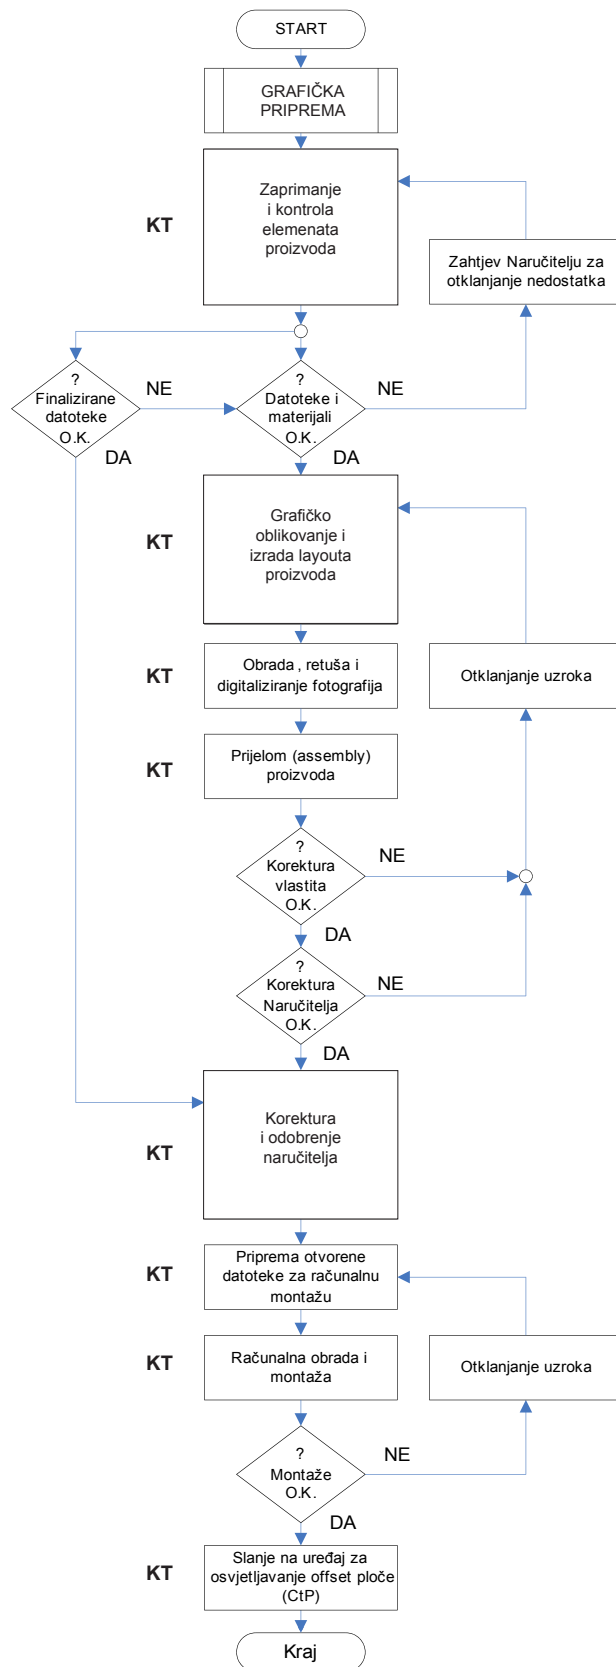 START
GRAFIČKA
PRIPREMA
KT
Zaprimanje
i kontrola
elemenata
proizvoda
Zahtjev Naručitelju za
otklanjanje nedostatka
?
Finalizirane
datoteke
O.K.
NE
DA
?
Datoteke i
materijali
O.K.
NE
DA
KT
Grafičko
oblikovanje i
izrada layouta
proizvoda
KT
Obrada , retuša i
digitaliziranje fotografija
Otklanjanje uzroka
KT
Prijelom (assembly)
proizvoda
?
Korektura
vlastita
O.K.
NE
DA
?
Korektura
Naručitelja
O.K.
NE
DA
KT
Korektura
i odobrenje
naručitelja
KT
Priprema otvorene
datoteke za računalnu
montažu
KT
Računalna obrada i
montaža
Otklanjanje uzroka
?
Montaže
O.K.
NE
DA
KT
Slanje na uređaj za
osvjetljavanje offset ploče
(CtP)
Kraj